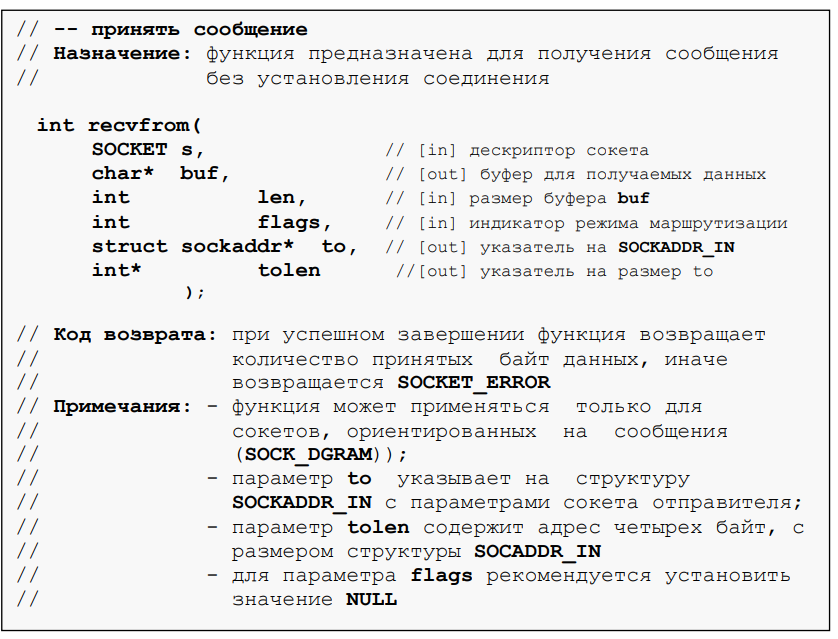 // -- принять сообщение
// Назначение: функция предназначена для получения сообщения
// без установления соединения
int recvfrom(
SOCKET s, // [in] дескриптор сокета
char* buf, // [out] буфер для получаемых данных
int len, // [in] размер буфера buf
int flags, // [in] индикатор режима маршрутизации
struct sockaddr* to, // [out] указатель на SOCKADDR_IN
int* tolen //[out] указатель на размер to
);
// Код возврата: при успешном завершении функция возвращает
// количество принятых байт данных, иначе
// возвращается SOCKET_ERROR
// Примечания: - функция может применяться только для
// сокетов, ориентированных на сообщения
// (SOCK_DGRAM));
// - параметр to указывает на структуру
// SOCKADDR_IN с параметрами сокета отправителя;
// - параметр tolen содержит адрес четырех байт, с
// размером структуры SOCADDR_IN
// - для параметра flags рекомендуется установить
// значение NULL